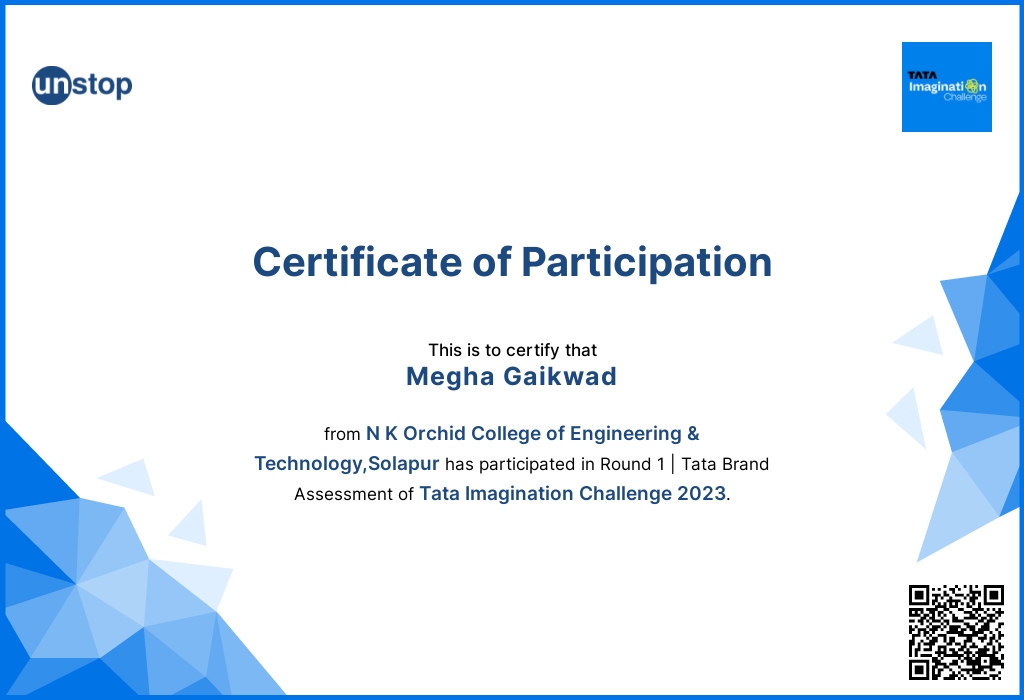 unstop
TATA
Imagination
Challenge
Certificate of Participation
This is to certify that
Megha Gaikwad
from N K Orchid College of Engineering &
Technology,Solapur has participated in Round 1 | Tata Brand
Assessment of Tata Imagination Challenge 2023.